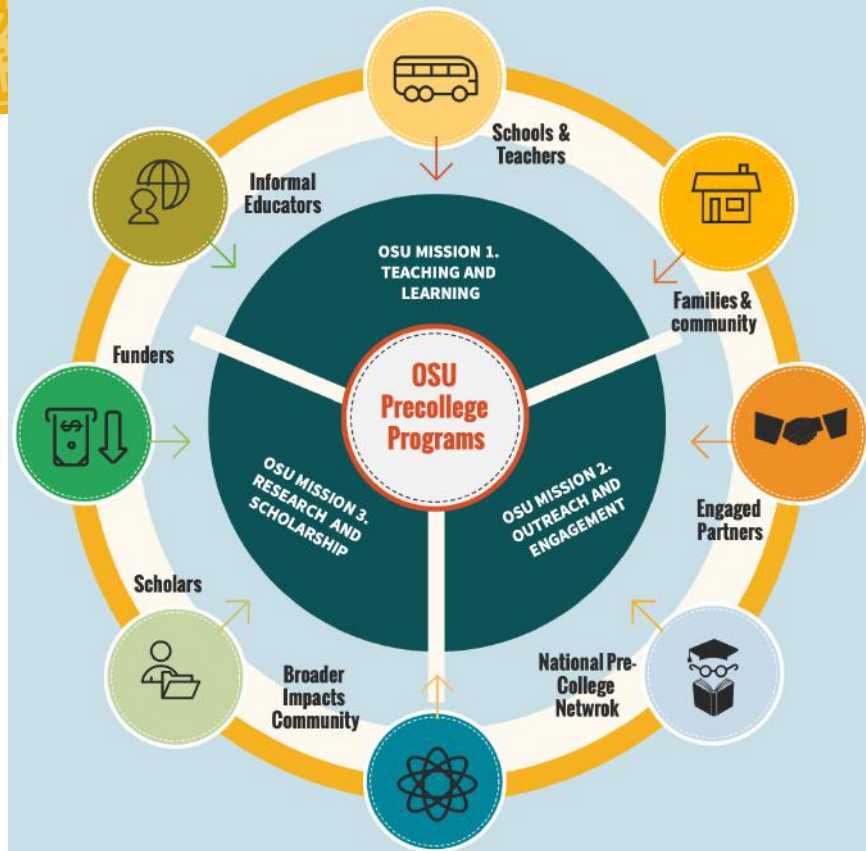 Schools &
Teachers
Informal
Educators
OSU MISSION 1.
TEACHING AND
LEARNING
Families &
community
Funders
$
OSU
Precollege
Programs
OSU MISSION 3.
RESEARCH AND
SCHOLARSHIP
OSU MISSION 2.
OUTREACH AND
ENGAGEMENT
Engaged
Partners
Scholars
Broader
Impacts
Community
National Pre-
College
Netwrok